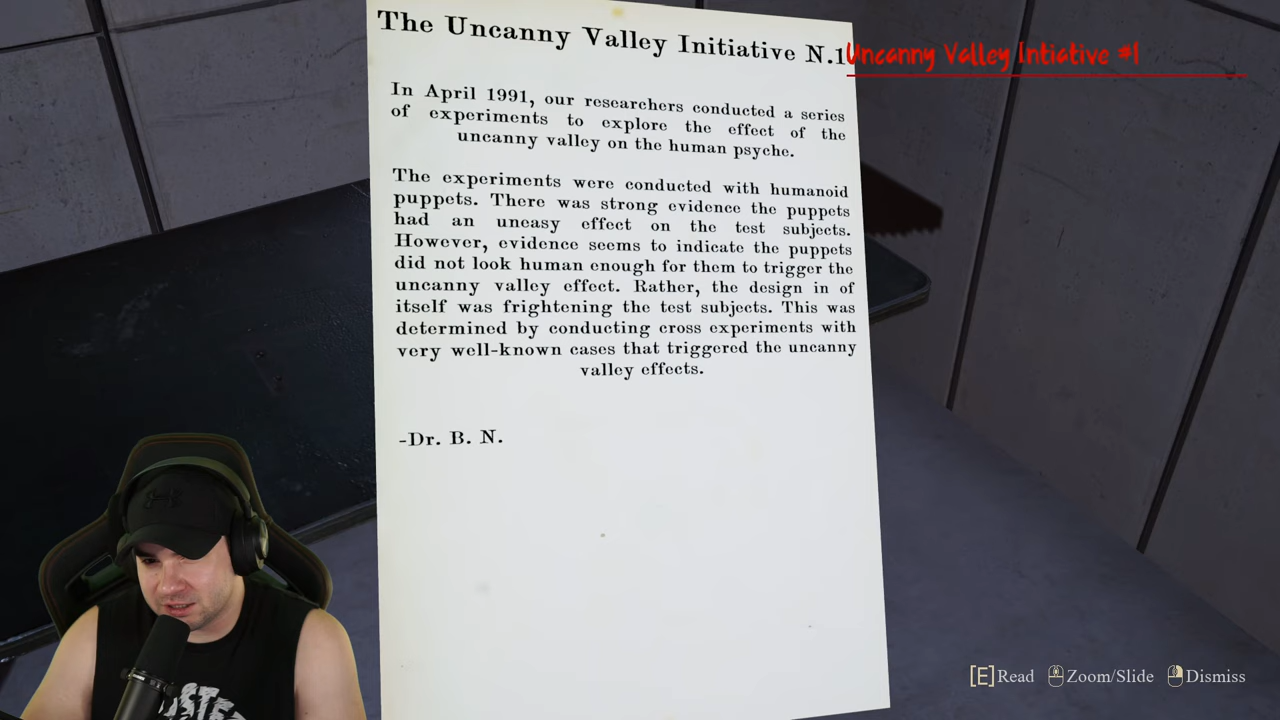 The Uncanny Valley Initiative N.1
Uncanny Valley Intiative #1
In April 1991, our researchers conducted a series
of experiments to explore the effect of the
uncanny valley on the human psyche.
The experiments were conducted with humanoid
puppets. There was strong evidence the puppets
had an uneasy effect on the test subjects.
However, evidence seems to indicate the puppets
did not look human enough for them to trigger the
uncanny valley effect. Rather, the design in of
itself was frightening the test subjects. This was
determined by conducting cross experiments with
very well-known cases that triggered the uncanny
valley effects.
-Dr. B. N.
[E]Read Zoom/Slide Dismiss